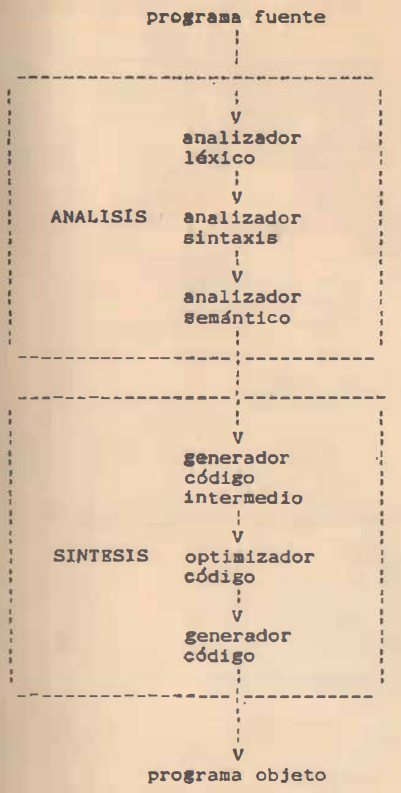 programa fuente
V
analizador
léxico
V
ANALISIS analizador
sintaxis
V
analizador
semántico
V
generador
código
intermedio
V
SINTESIS optimizador
código
V
generador
código
V
programa objeto